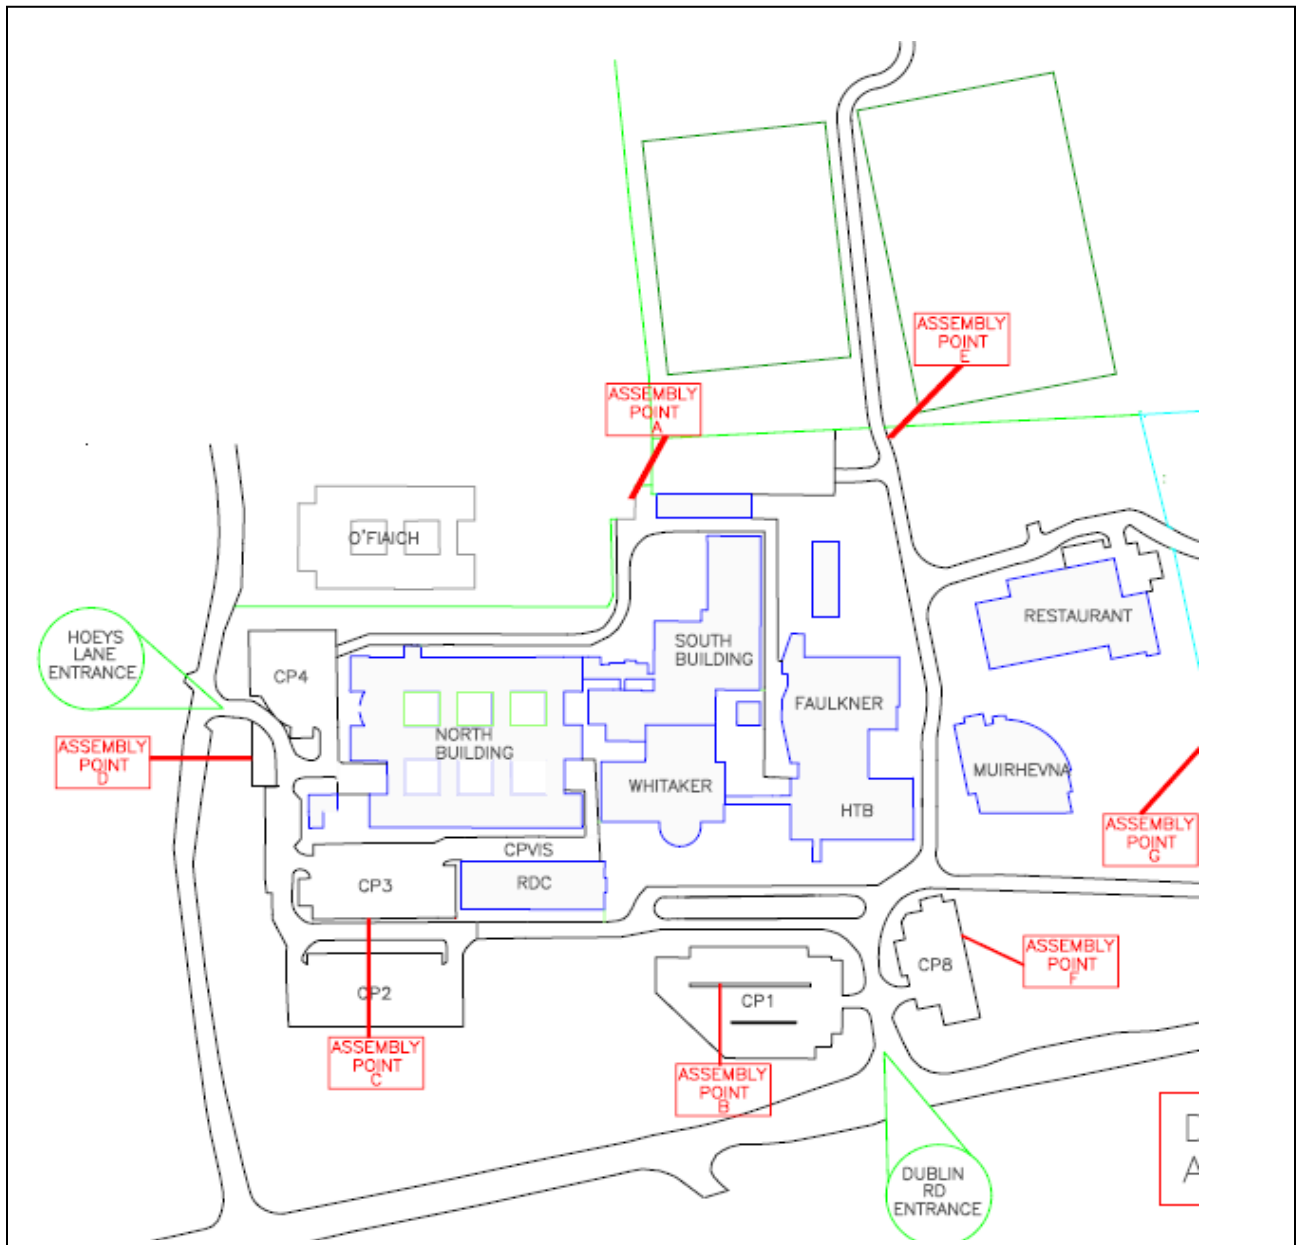 ASSEMBLY
POINT
E
ASSEMBLY
POINT
A
O'FIAICH
RESTAURANT
HOEYS
LANE
ENTRANCE
CP4
SOUTH
BUILDING
FAULKNER
NORTH
BUILDING
ASSEMBLY
POINT
D
WHITAKER
MUIRHEVNA
HTB
ASSEMBLY
POINT
G
CPVIS
RDC
CP3
CP2
CP1
CP8
ASSEMBLY
POINT
F
ASSEMBLY
POINT
C
ASSEMBLY
POINT
B
DUBLIN
RD
ENTRANCE